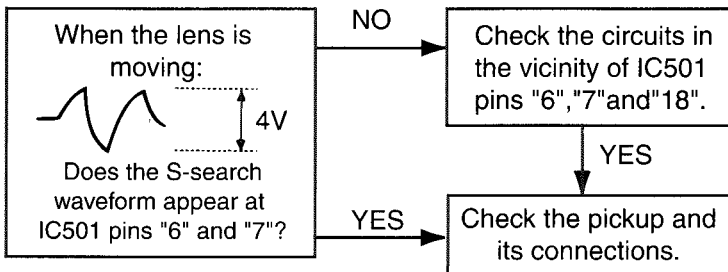 When the lens is
moving:
4V
Does the S-search
waveform appear at
IC501 pins "6" and "7"?
NO
Check the circuits in
the vicinity of IC501
pins "6","7"and"18".
YES
YES
Check the pickup and
its connections.